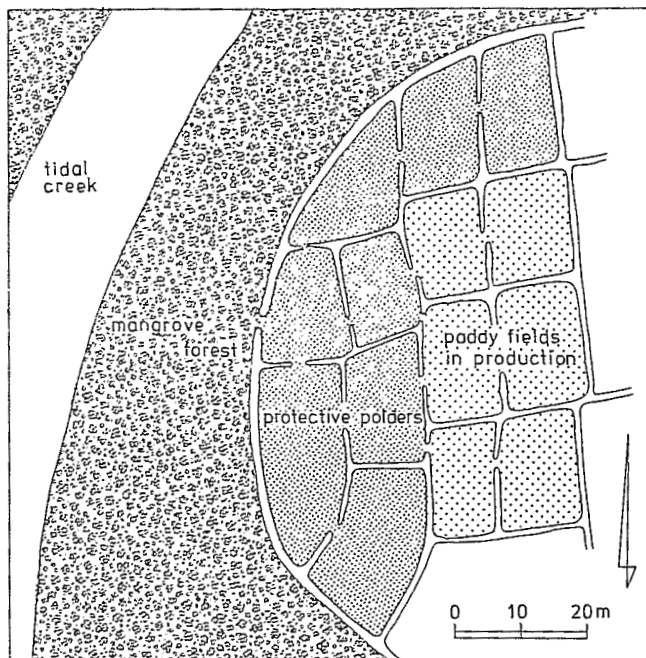 tidal
creek
mangrove
forest
paddy fields
in production
protective polders
0 10 20 m